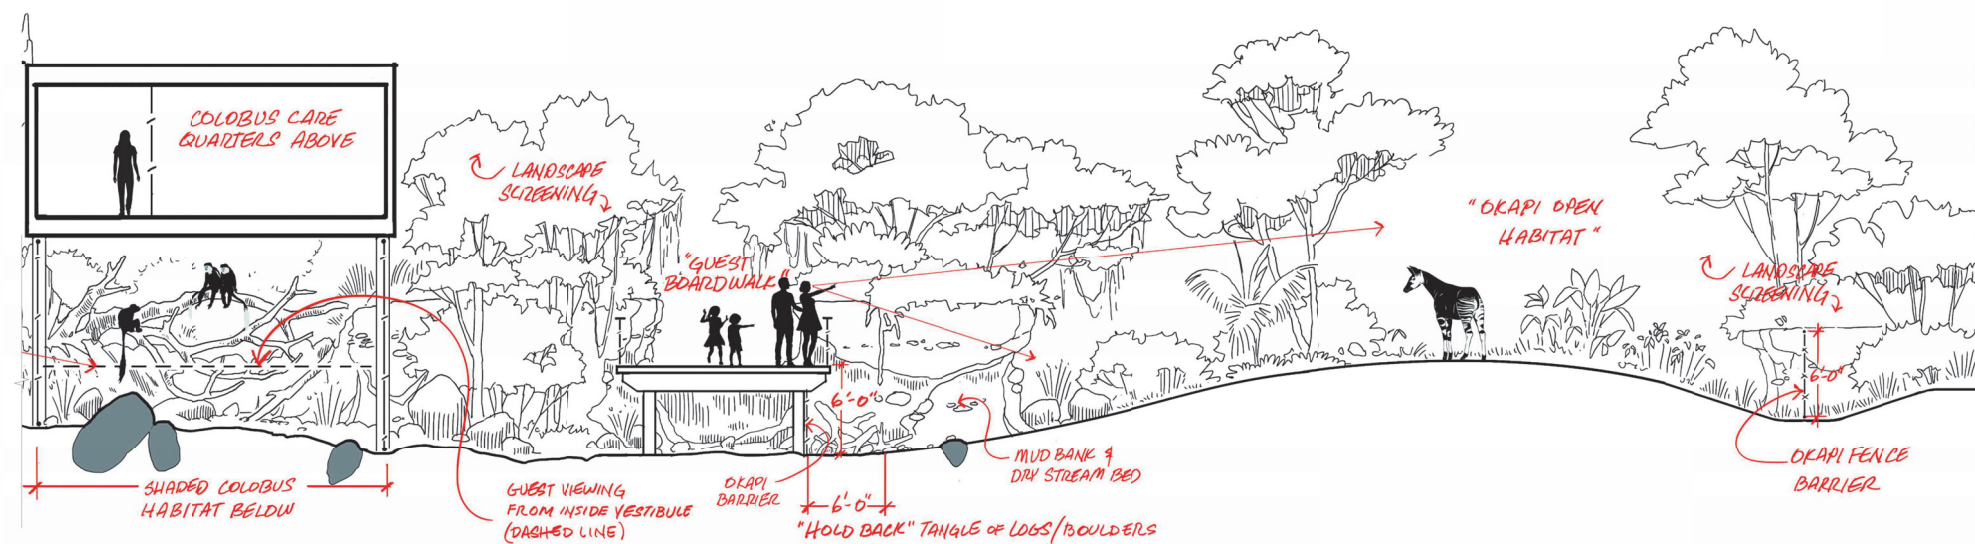 COLOBUS CARE
QUARTERS ABOVE
LANDSCAPE
SCREENING
"GUEST
BOARDWALK"
"OKAPI OPEN
HABITAT"
LANDSCAPE
SCREENING
6'-0"
6'-0"
SHADED COLOBUS
HABITAT BELOW
GUEST VIEWING
FROM INSIDE VESTIBULE
(DASHED LINE)
OKAPI
BARRIER
6'-0"
"HOLD BACK" TANGLE OF LOGS/BOULDERS
MUD BANK &
DRY STREAM BED
OKAPI FENCE
BARRIER